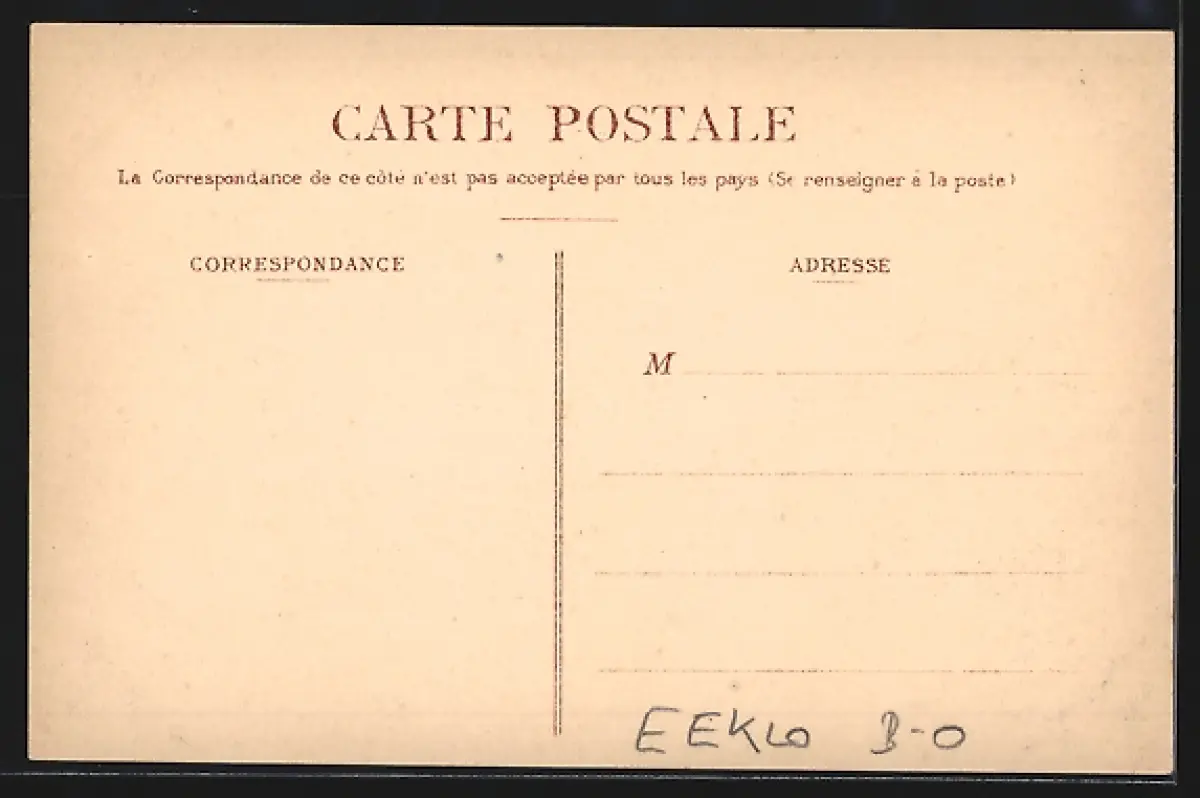 CARTE POSTALE
La Correspondance de ce côté n'est pas acceptée par tous les pays (Se renseigner à la poste)
CORRESPONDANCE
ADRESSE
M
EEKLO B-O